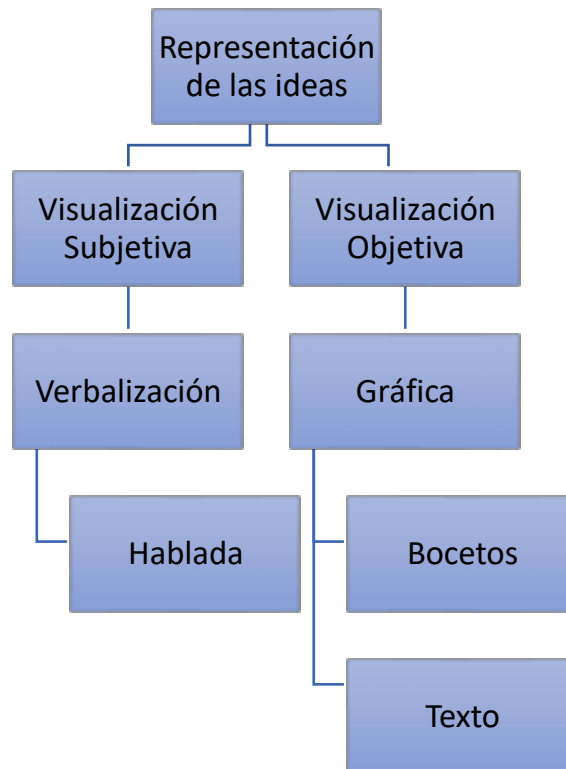 Representación
de las ideas
Visualización
Subjetiva
Visualización
Objetiva
Verbalización
Gráfica
Hablada
Bocetos
Texto